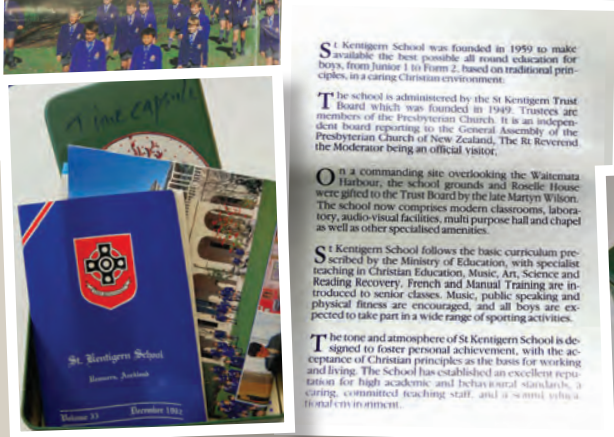 Time Capsule
St. Kentigern School
Remuera, Auckland
Volume 33
December 1992
St Kentigern School was founded in 1959 to make
available the best possible all round education for
boys, from Junior 1 to Form 2, based on traditional prin-
ciples, in a caring Christian environment.
The school is administered by the St Kentigern Trust
Board which was founded in 1949. Trustees are
members of the Presbyterian Church. It is an indepen-
dent board reporting to the General Assembly of the
Presbyterian Church of New Zealand, The Rt Reverend
the Moderator being an official visitor.
On a commanding site overlooking the Waitemata
Harbour, the school grounds and Roselle House
were gifted to the Trust Board by the late Martyn Wilson.
The school now comprises modern classrooms, labora-
tory, audio-visual facilities, multi purpose hall and chapel
as well as other specialised amenities.
St Kentigern School follows the basic curriculum pre-
scribed by the Ministry of Education, with specialist
teaching in Christian Education, Music, Art, Science and
Reading Recovery. French and Manual Training are in-
troduced to senior classes. Music, public speaking and
physical fitness are encouraged, and all boys are ex-
pected to take part in a wide range of sporting activities.
The tone and atmosphere of St Kentigern School is de-
signed to foster personal achievement, with the ac-
ceptance of Christian principles as the basis for working
and living. The School has established an excellent repu-
tation for high academic and behavioural standards, a
caring, committed teaching staff, and a sound educa-
tional environment.